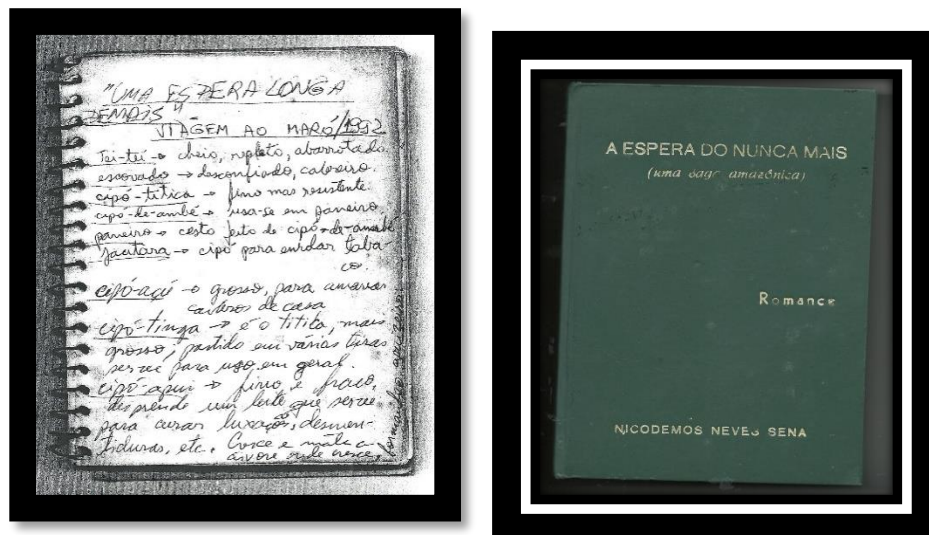 "UMA ESPERA LONGA
DEMAIS"
VIAGEM AO MARÓ/1992
Tei-tei → cheio, repleto, abarrotado
escovado → desconfiado, cabreiro.
cipó-titica → fino mas resistente.
cipó-de-ambé → usa-se em paneiro.
paneiro → cesto feito de cipó-de-ambé
jacitara → cipó para enrolar taba-
co.
cipó-açú → o grosso, para amarrar
caibros de casa
cipó-tinga → é o titica, mais
grosso; partido em várias tiras
serve para uso em geral.
cipó-apuí → fino e fraco,
desprende um leite que serve
para curar luxação, desmen-
tiduras, etc. Cresce e mata a
árvore onde cresce,
A ESPERA DO NUNCA MAIS
(uma saga amazônica)
Romance
NICODEMOS NEVES SENA